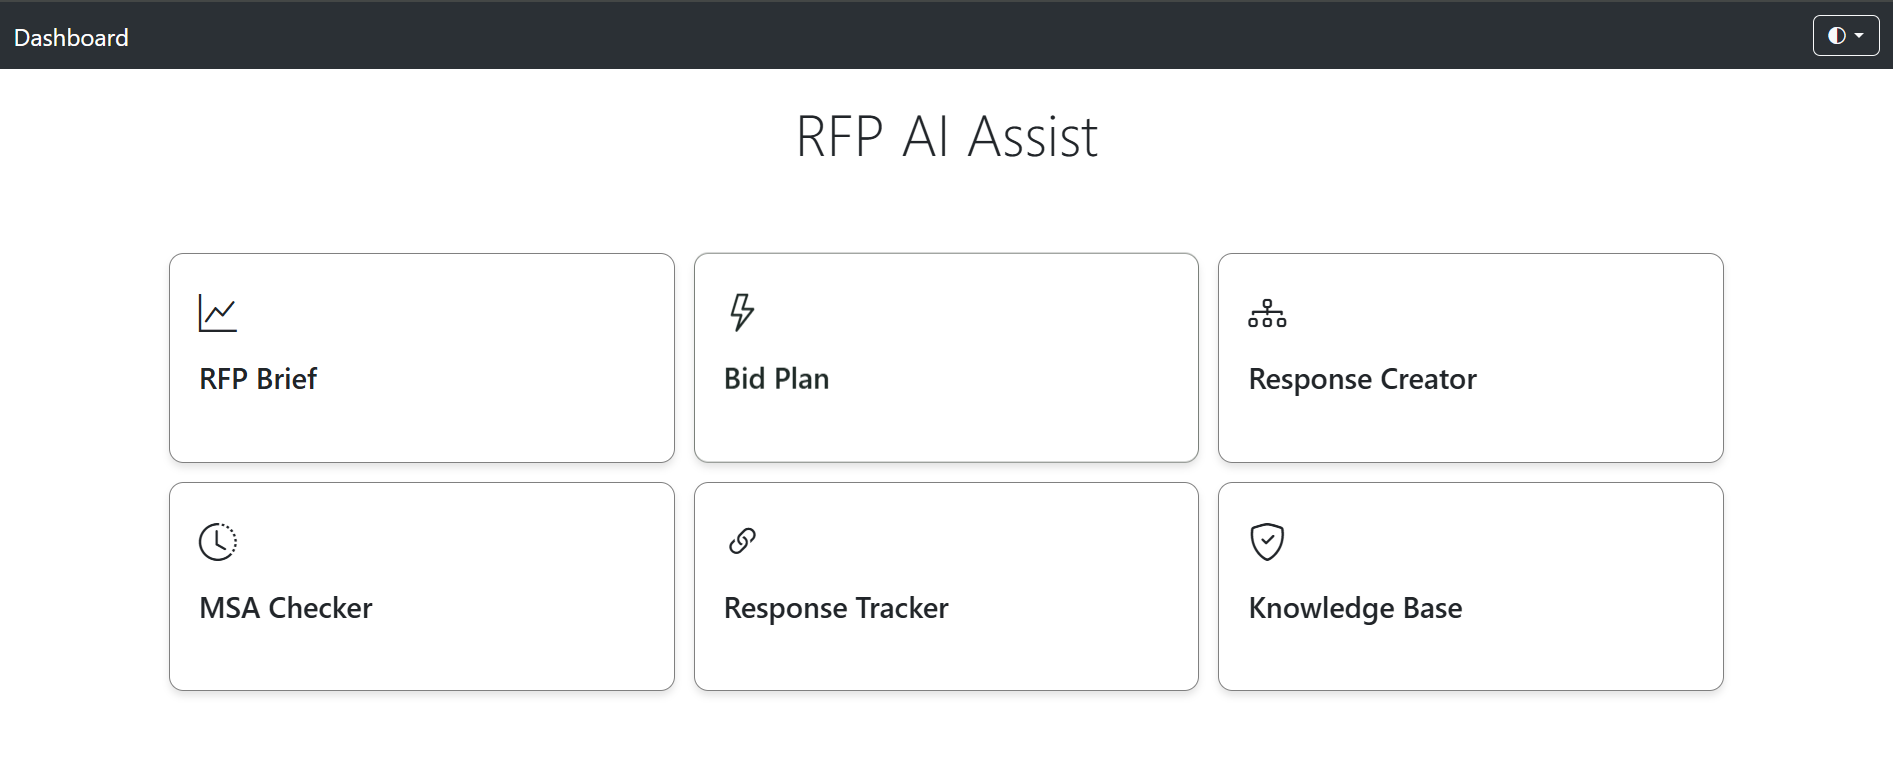 Dashboard
RFP AI Assist
RFP Brief
Bid Plan
Response Creator
MSA Checker
Response Tracker
Knowledge Base